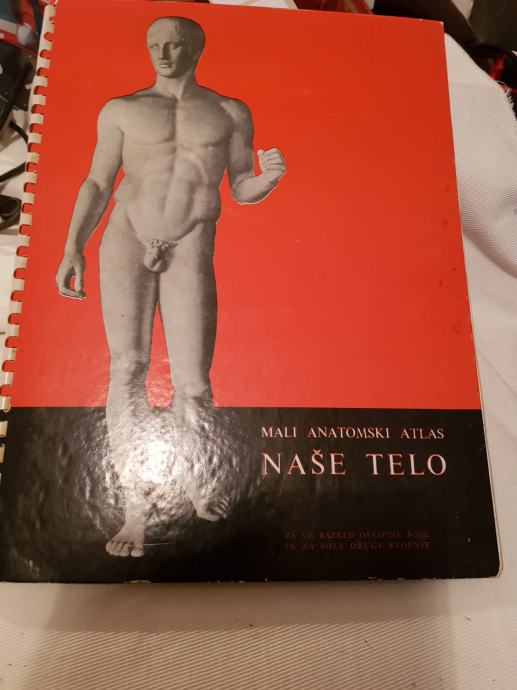 MALI ANATOMSKI ATLAS
NAŠE TELO
ZA VII RAZRED OSNOVNE ŠOLE
IN ZA ŠOLE DRUGE STOPNJE